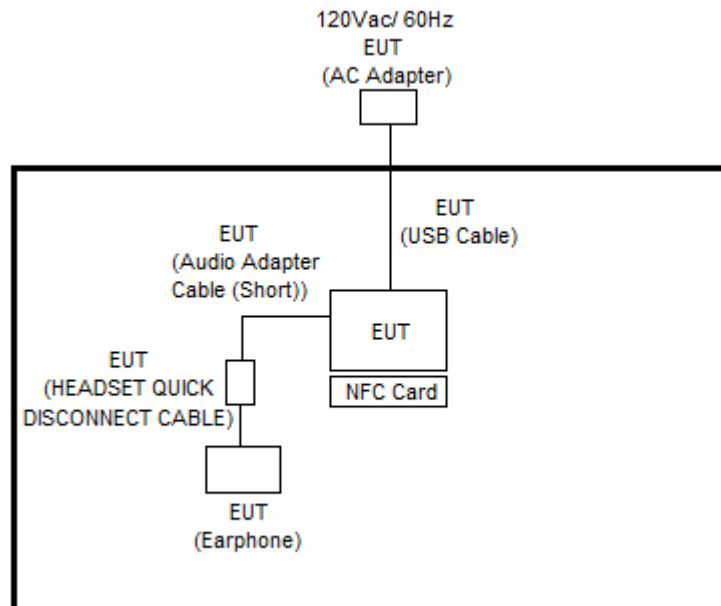 120Vac/ 60Hz
EUT
(AC Adapter)
EUT
(USB Cable)
EUT
(Audio Adapter
Cable (Short))
EUT
EUT
(HEADSET QUICK
DISCONNECT CABLE)
NFC Card
EUT
(Earphone)